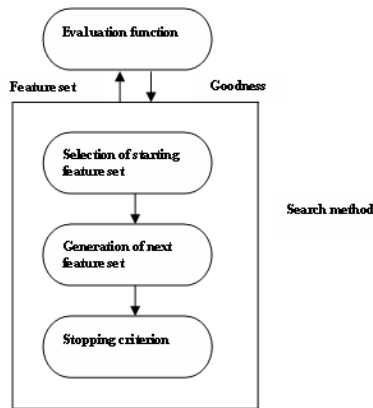 Evaluation function
Feature set
Goodness
Selection of starting
feature set
Search method
Generation of next
feature set
Stopping criterion